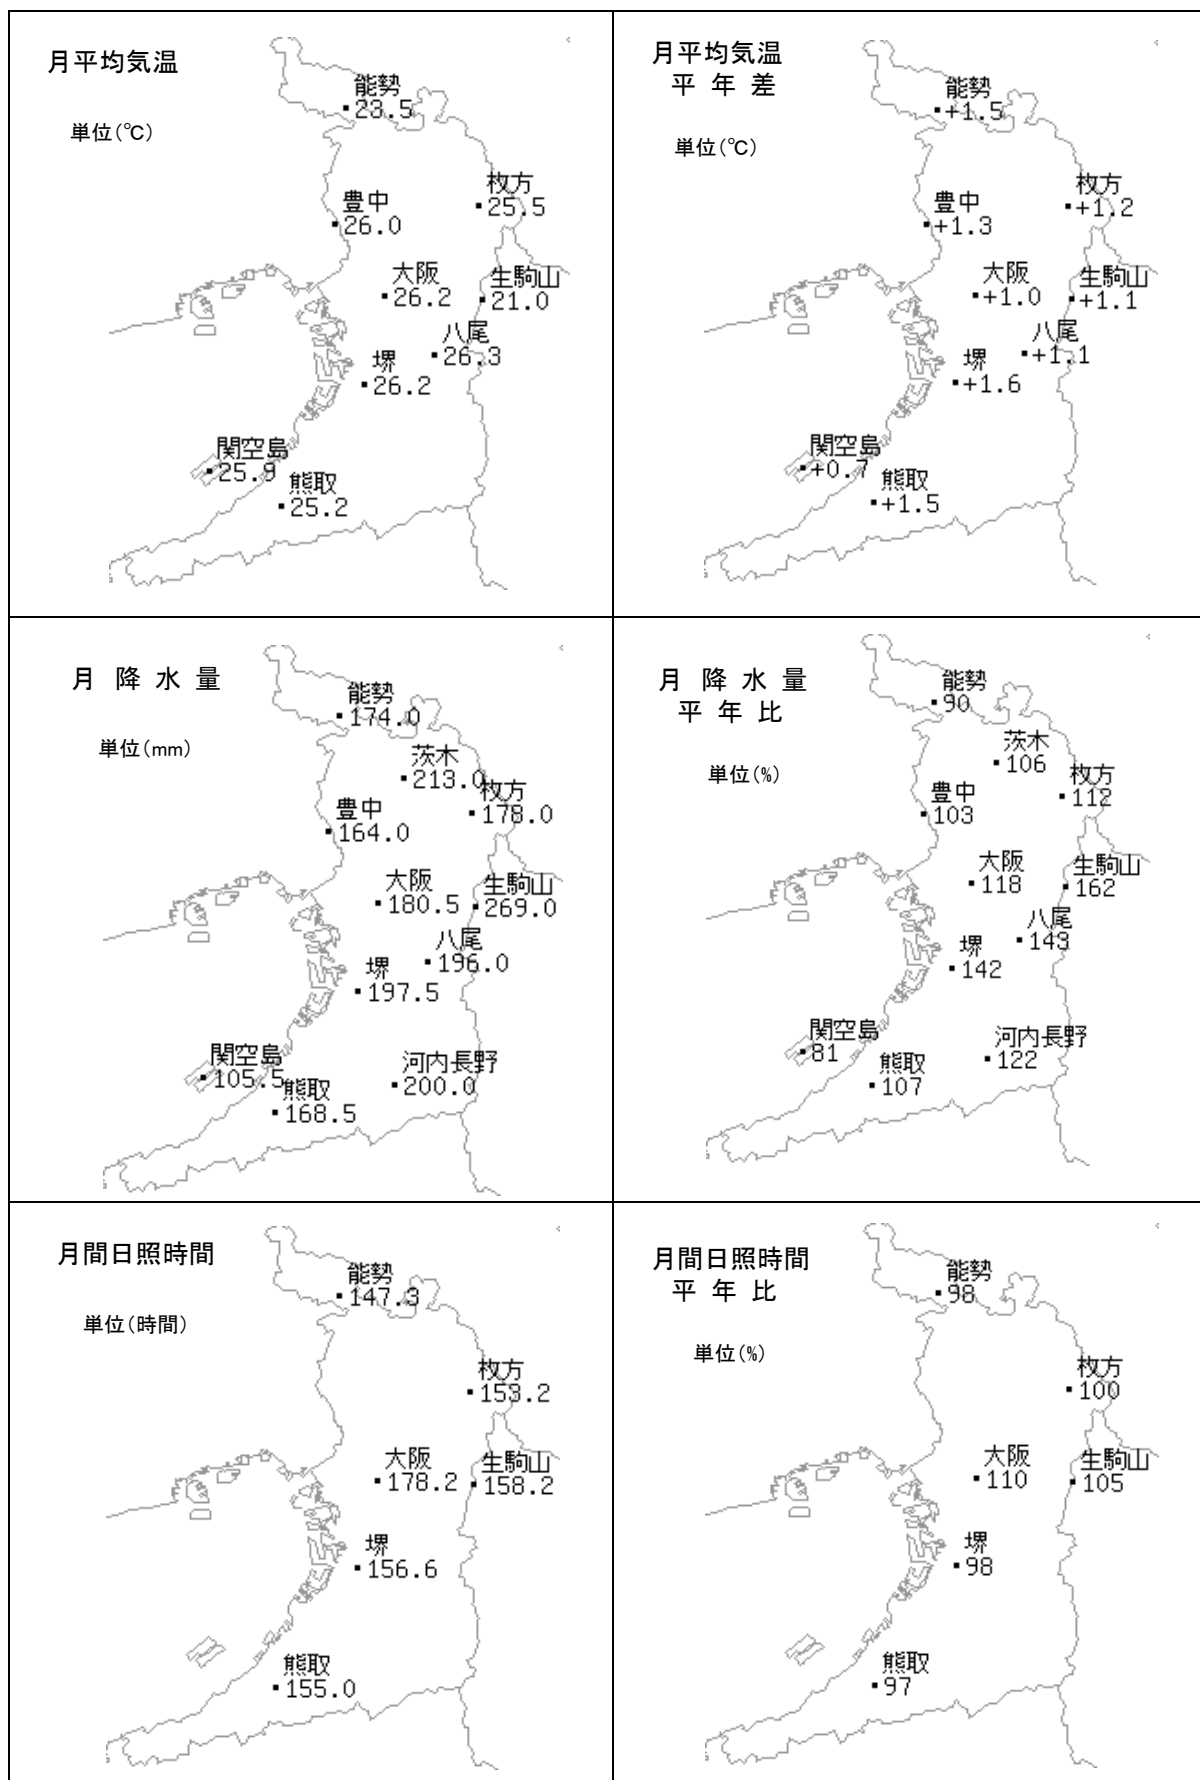 月平均気温
単位(℃)
能勢
23.5
枚方
25.5
豊中
26.0
大阪
26.2
生駒山
21.0
八尾
26.3
堺
26.2
関空島
25.9
熊取
25.2
月平均気温
平年差
単位(℃)
能勢
+1.5
枚方
+1.2
豊中
+1.3
大阪
+1.0
生駒山
+1.1
八尾
+1.1
堺
+1.6
関空島
+0.7
熊取
+1.5
月降水量
単位(mm)
能勢
174.0
茨木
213.0
枚方
178.0
豊中
164.0
大阪
180.5
生駒山
269.0
八尾
196.0
堺
197.5
関空島
105.5
河内長野
200.0
熊取
168.5
月降水量
平年比
単位(%)
能勢
90
茨木
106
枚方
112
豊中
103
大阪
118
生駒山
162
八尾
143
堺
142
関空島
81
河内長野
122
熊取
107
月間日照時間
単位(時間)
能勢
147.3
枚方
153.2
大阪
178.2
生駒山
158.2
堺
156.6
熊取
155.0
月間日照時間
平年比
単位(%)
能勢
98
枚方
100
大阪
110
生駒山
105
堺
98
熊取
97